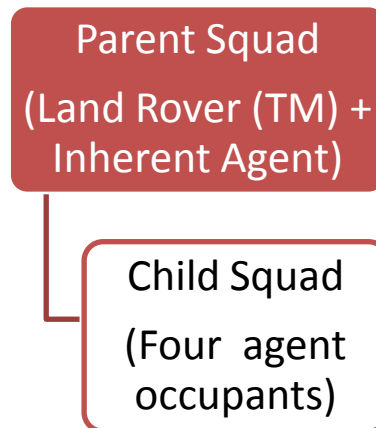 Parent Squad
(Land Rover (TM) +
Inherent Agent)
Child Squad
(Four agent
occupants)